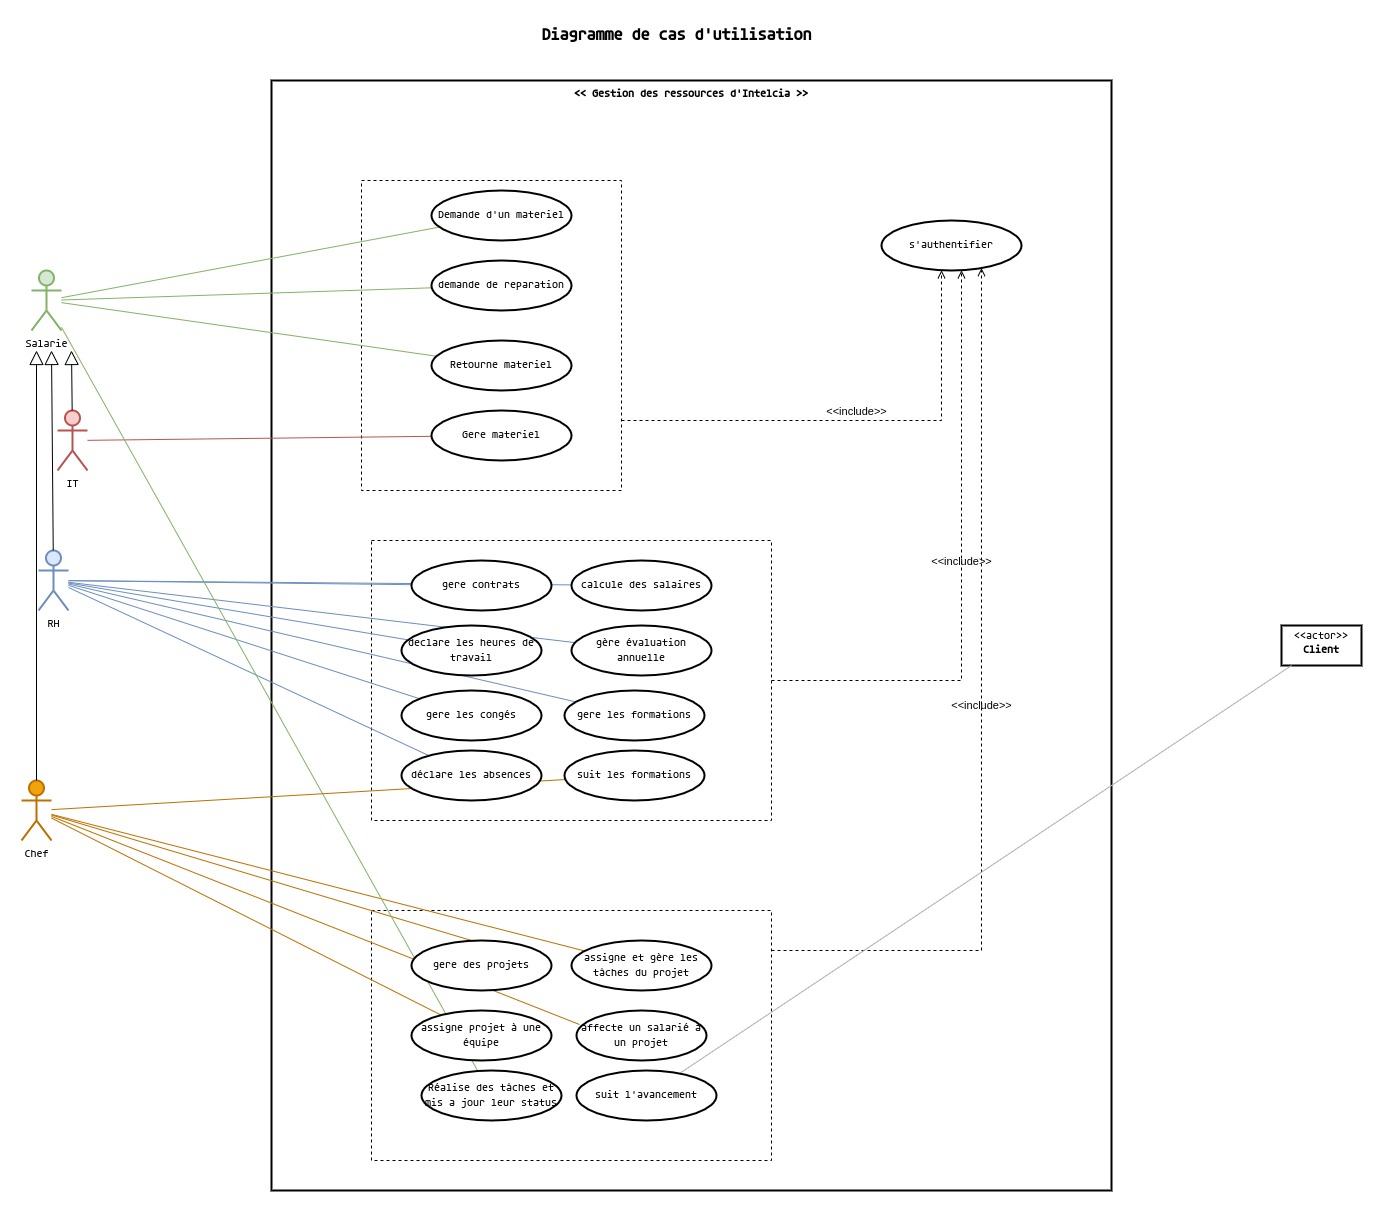 Diagramme de cas d'utilisation
<< Gestion des ressources d'Intelcia >>
Demande d'un materiel
s'authentifier
demande de reparation
Salarie
Retourne materiel
<<include>>
Gere materiel
IT
<<include>>
gere contrats
calcule des salaires
RH
declare les heures de
travail
gère évaluation
annuelle
<<actor>>
Client
gere les congés
gere les formations
<<include>>
déclare les absences
suit les formations
Chef
gere des projets
assigne et gère les
tâches du projet
assigne projet à une
équipe
affecte un salarié a
un projet
Réalise des tâches et
mis a jour leur status
suit l'avancement